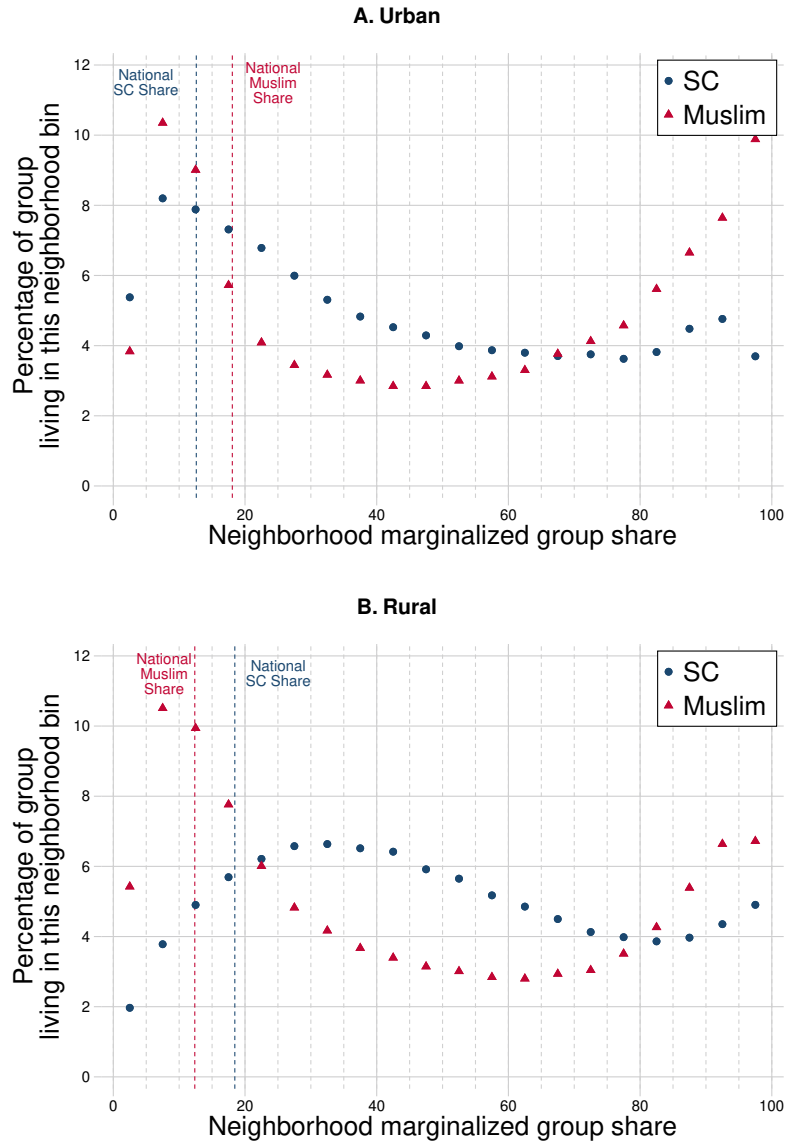 A. Urban
Percentage of group
living in this neighborhood bin
12
10
8
6
4
2
0
National
SC Share
National
Muslim
Share
SC
Muslim
0
20
40
60
80
100
Neighborhood marginalized group share
B. Rural
Percentage of group
living in this neighborhood bin
12
10
8
6
4
2
0
National
Muslim
Share
National
SC Share
SC
Muslim
0
20
40
60
80
100
Neighborhood marginalized group share